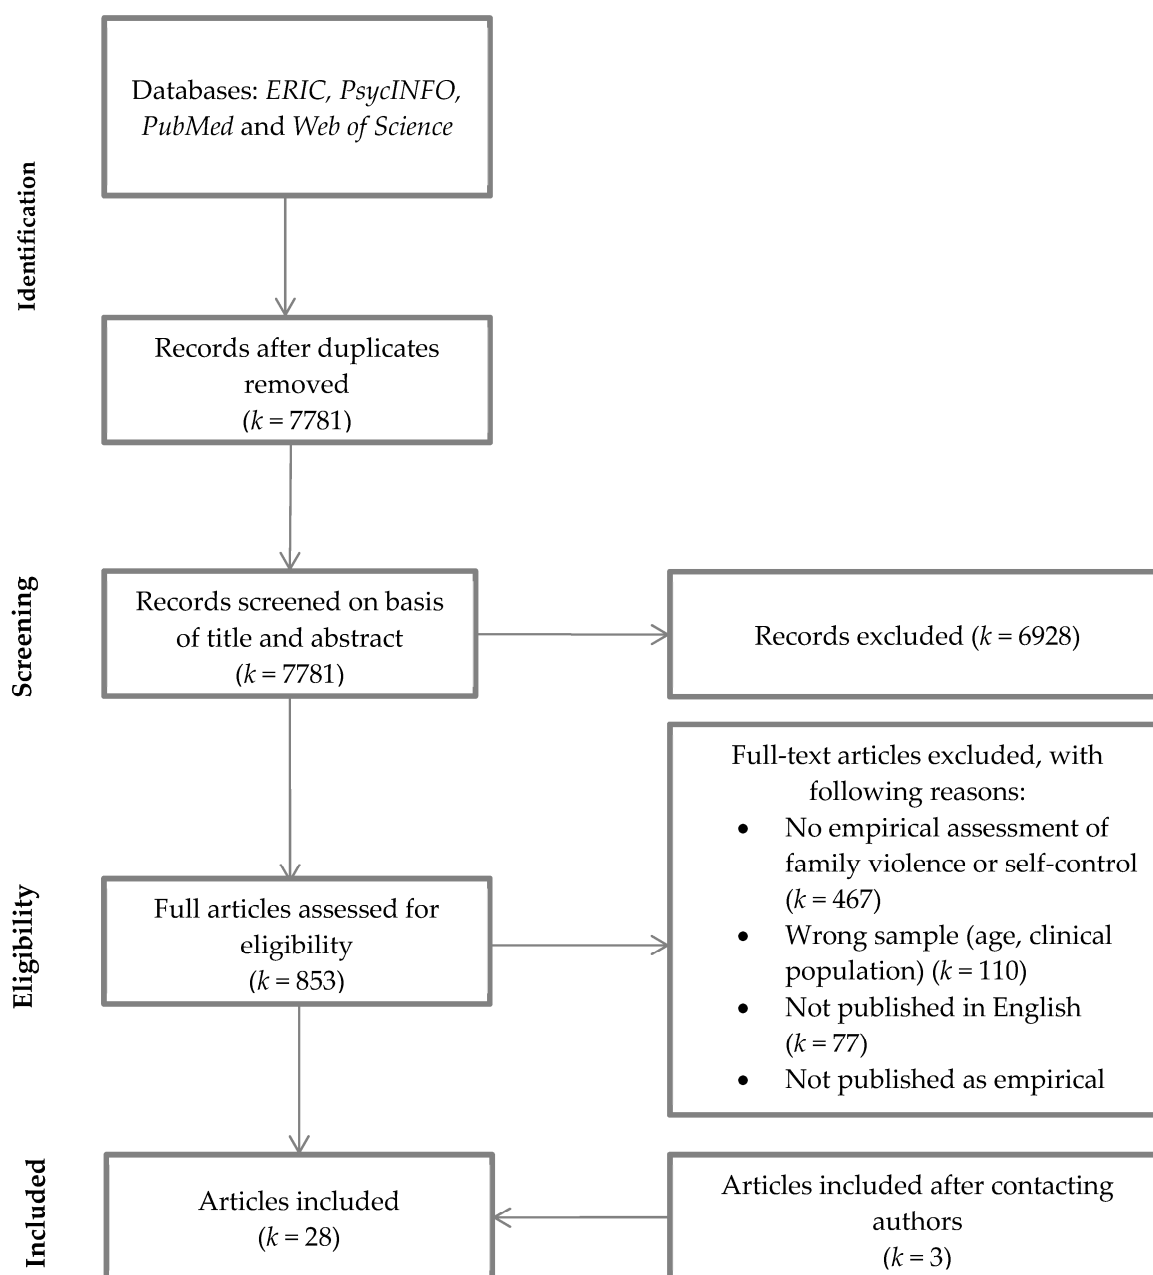 Identification
Databases: ERIC, PsycINFO,
PubMed and Web of Science
Records after duplicates
removed
(k = 7781)
Screening
Records screened on basis
of title and abstract
(k = 7781)
Records excluded (k = 6928)
Eligibility
Full articles assessed for
eligibility
(k = 853)
Full-text articles excluded, with
following reasons:
• No empirical assessment of
family violence or self-control
(k = 467)
• Wrong sample (age, clinical
population) (k = 110)
• Not published in English
(k = 77)
• Not published as empirical
Included
Articles included
(k = 28)
Articles included after contacting
authors
(k = 3)